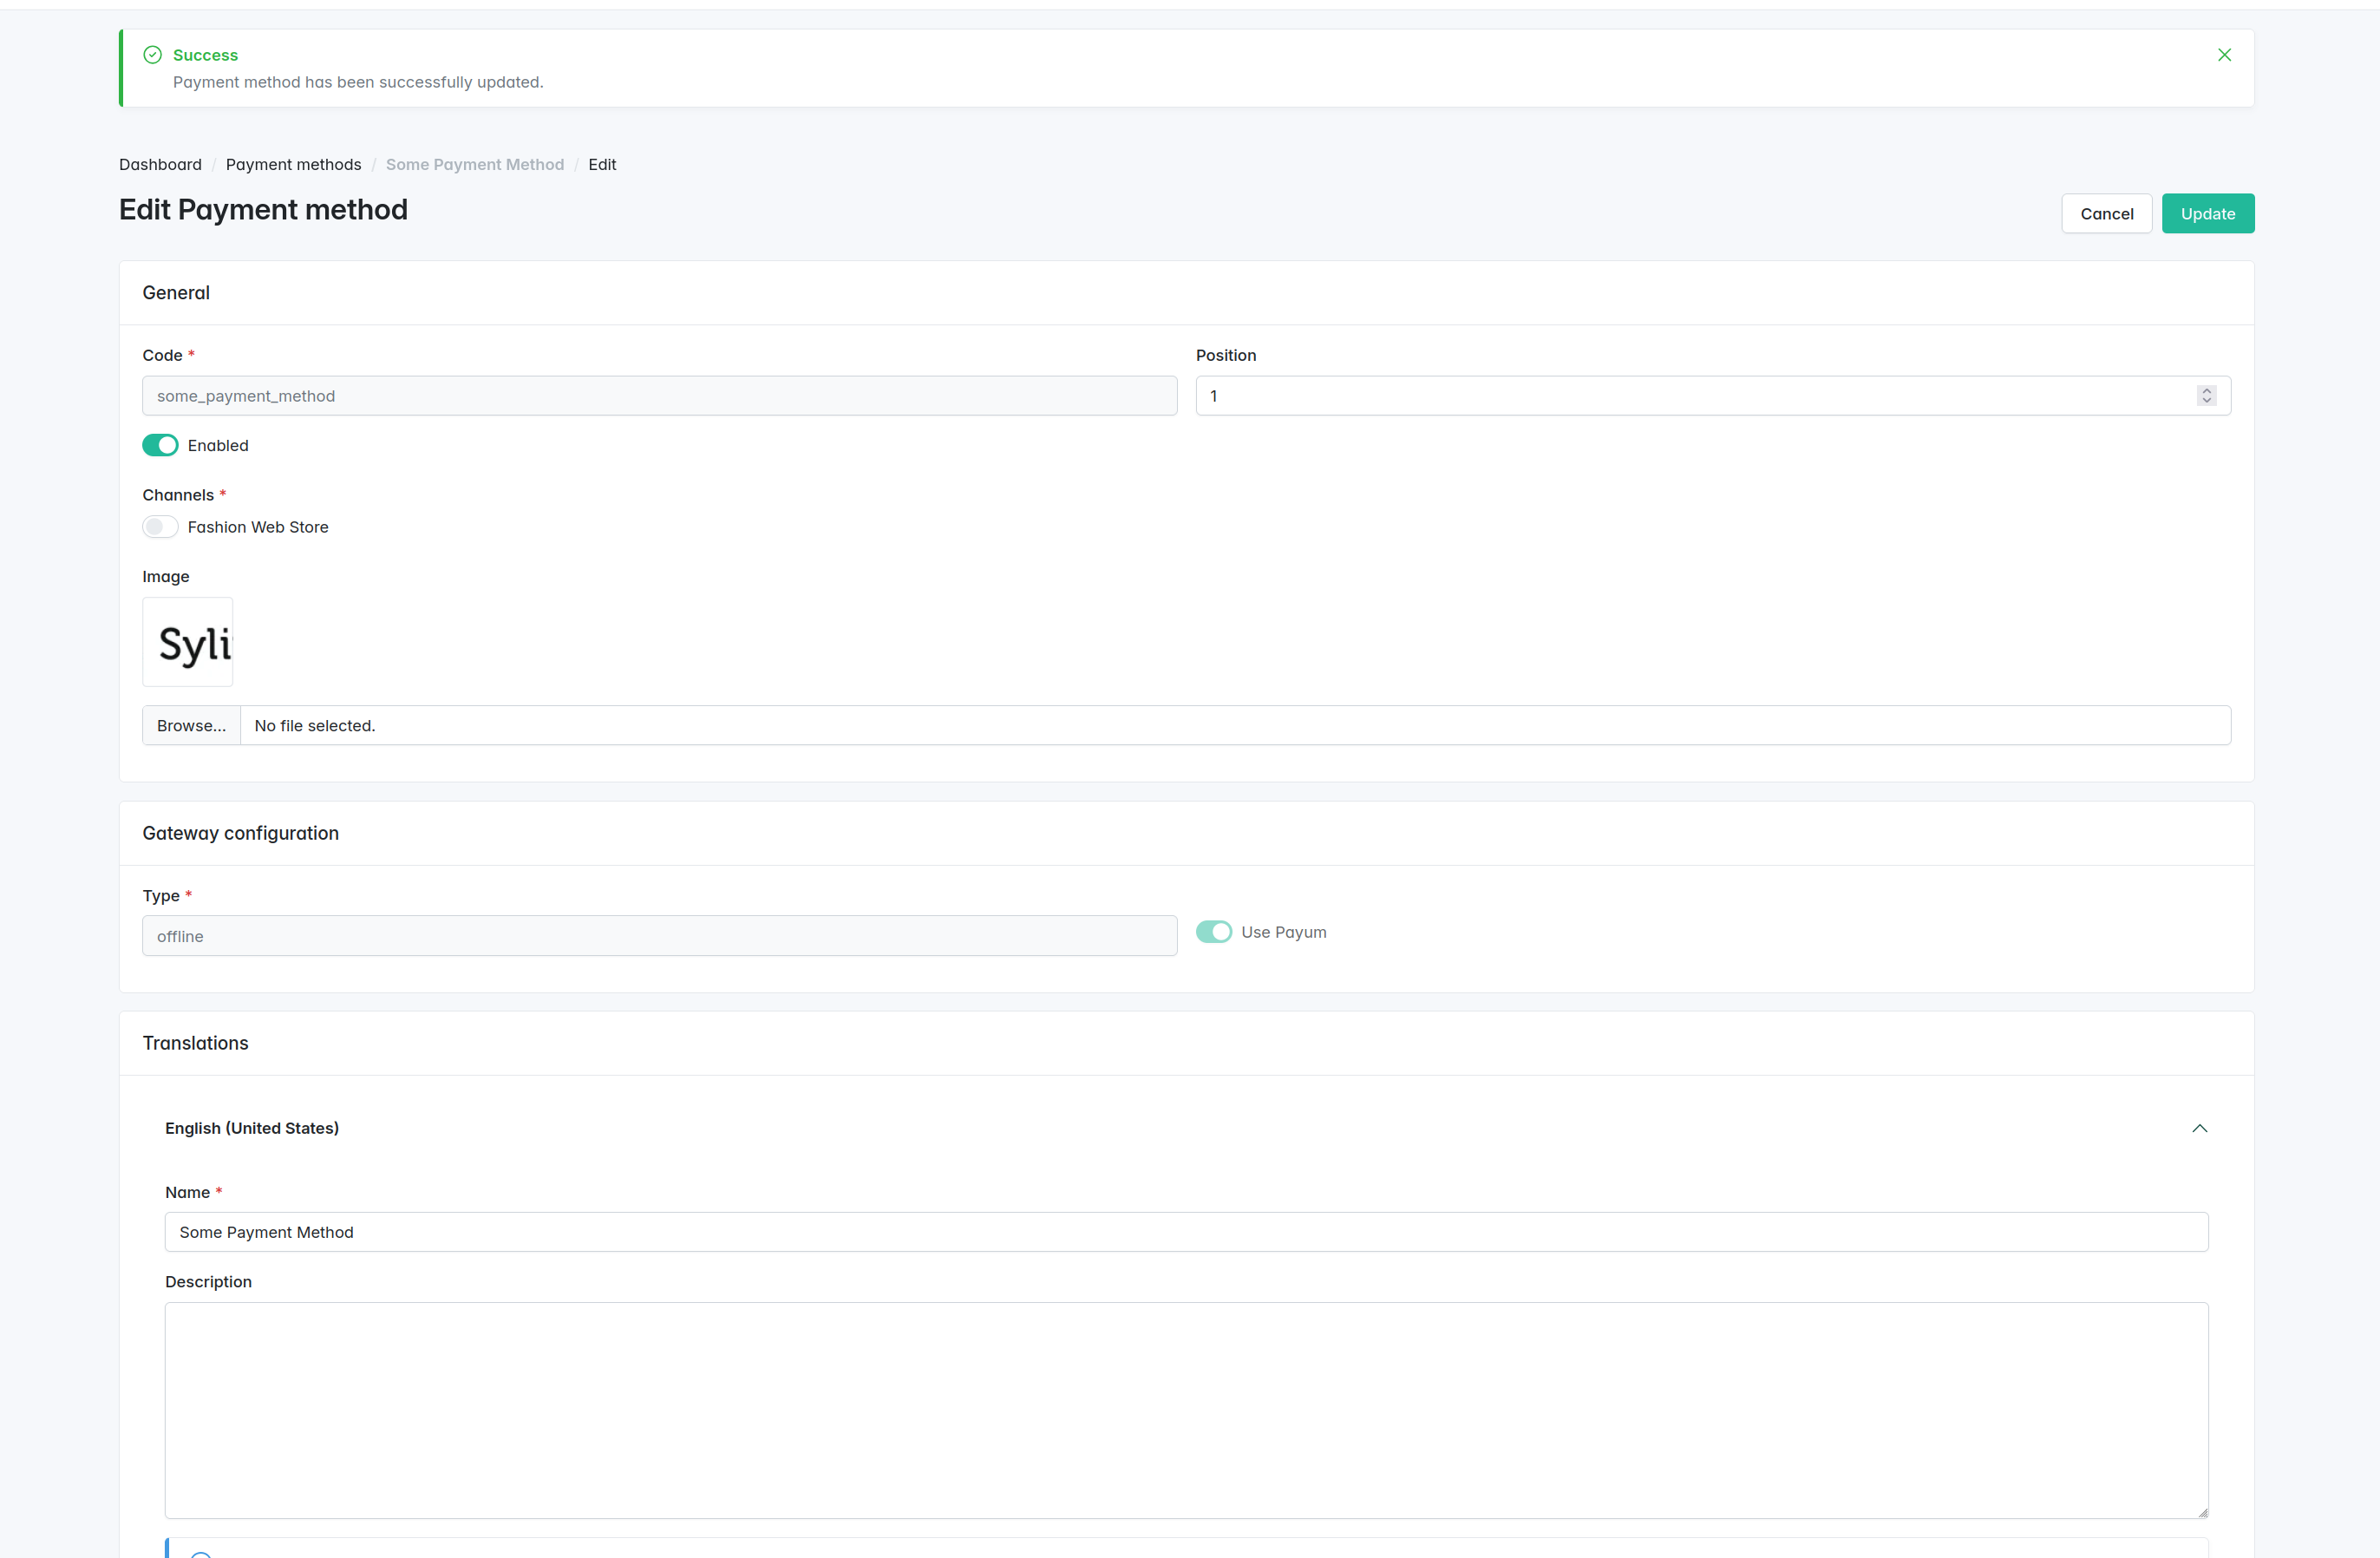 Success
Payment method has been successfully updated.
Dashboard / Payment methods / Some Payment Method / Edit
Edit Payment method
Cancel
Update
General
Code *
Position
some_payment_method
1
Enabled
Channels *
Fashion Web Store
Image
Syli
Browse... No file selected.
Gateway configuration
Type *
offline
Use Payum
Translations
English (United States)
Name *
Some Payment Method
Description